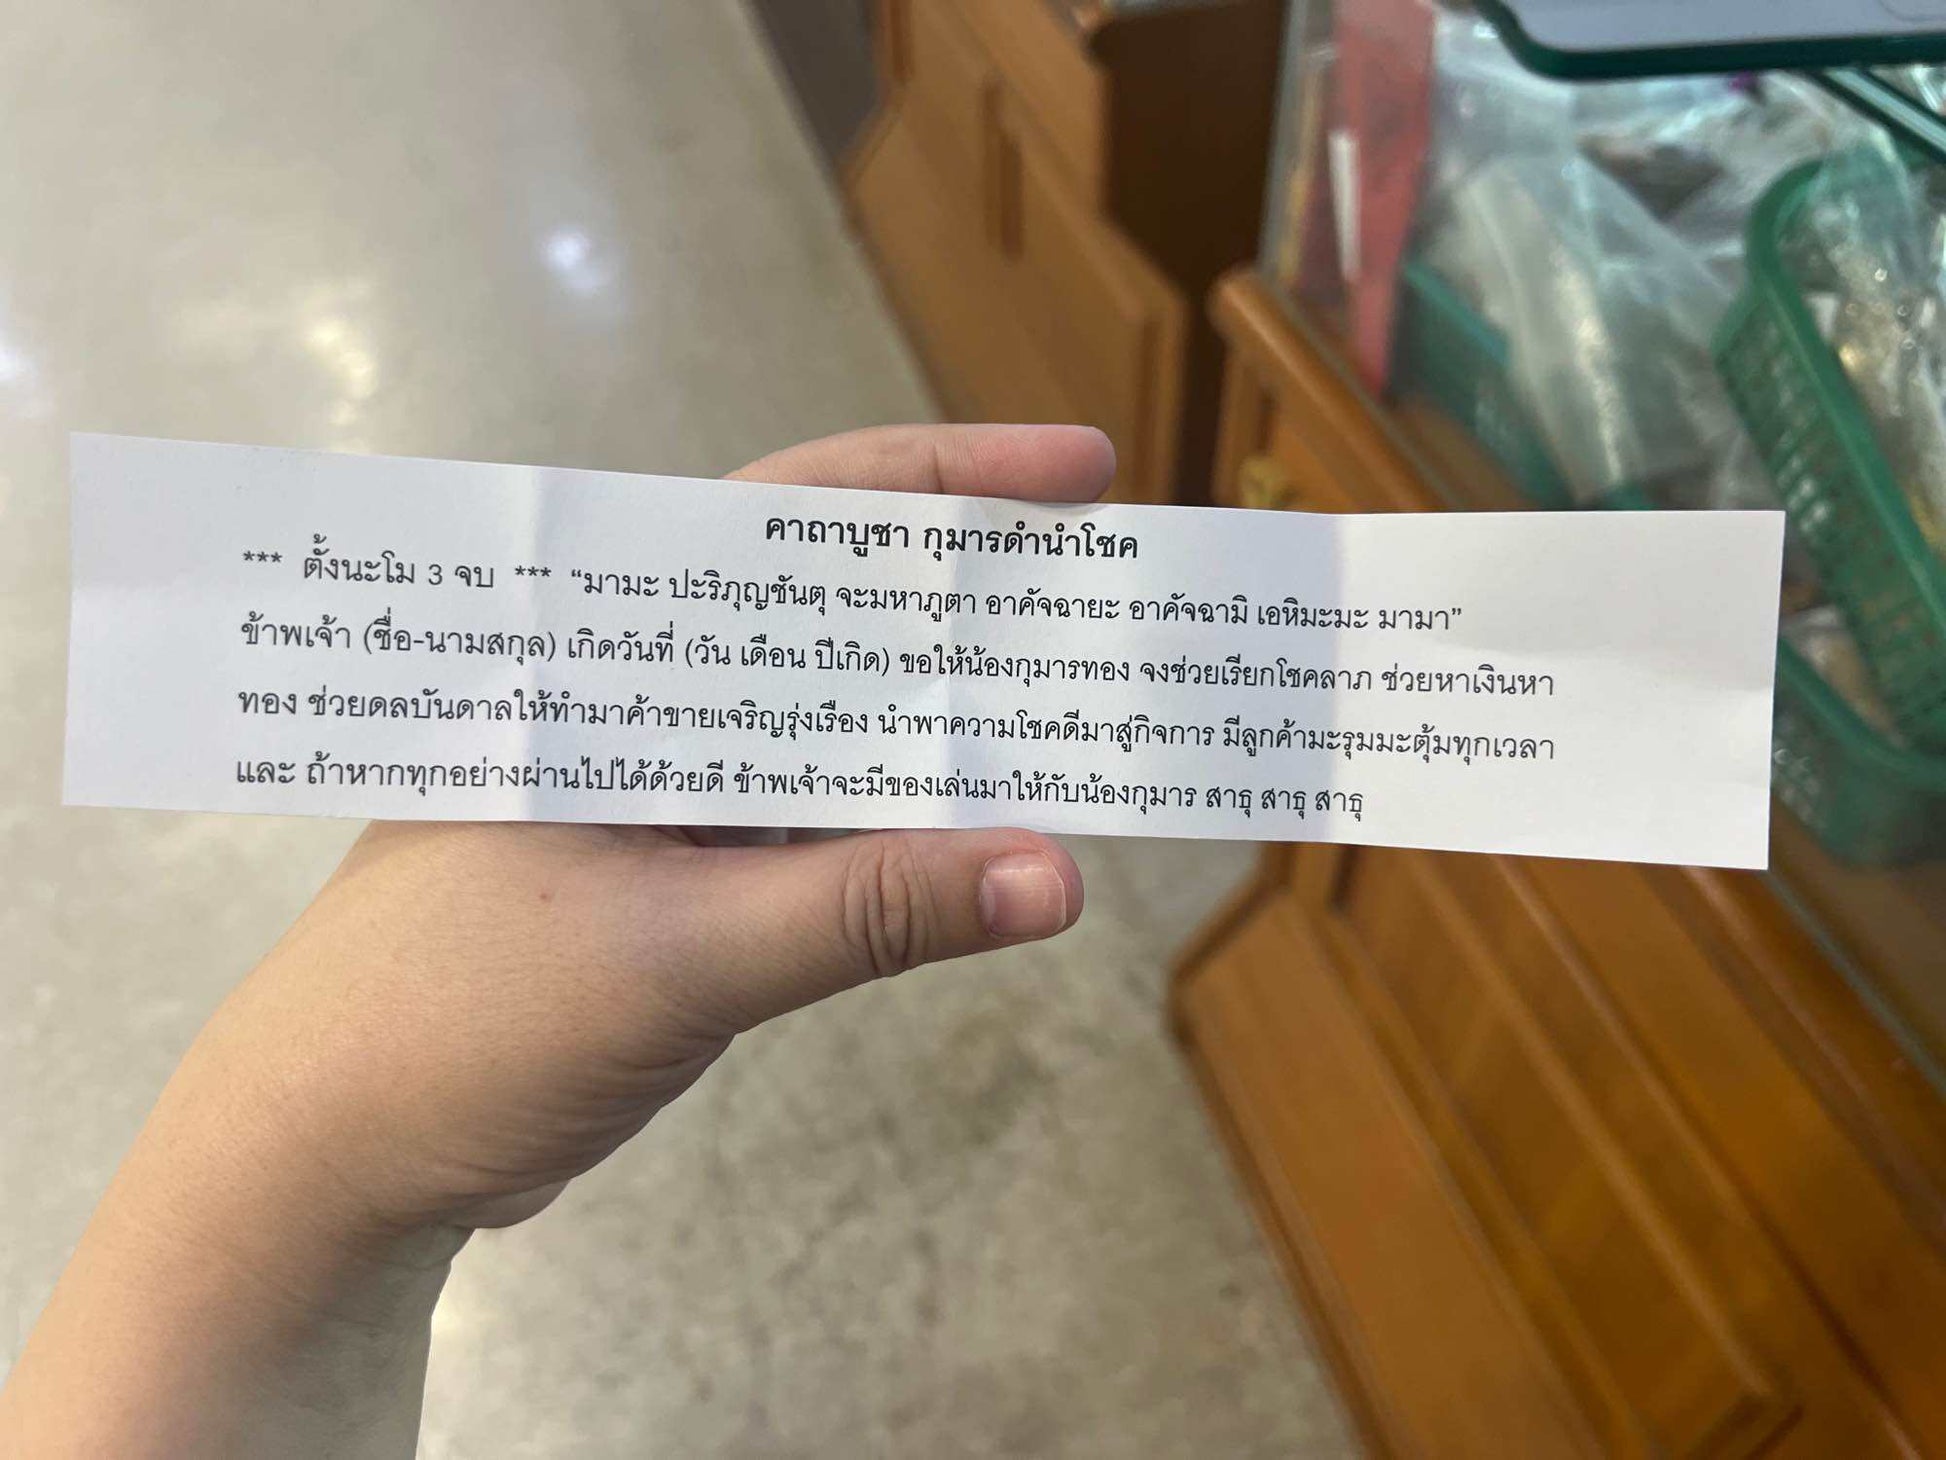 คาถาบูชา กุมารดำนำโชค
*** ตั้งนะโม 3 จบ *** “มามะ ปะริภุญชันตุ จะมหาภูตา อาคัจฉายะ อาคัจฉามิ เอหิมะมะ มามา”
ข้าพเจ้า (ชื่อ-นามสกุล) เกิดวันที่ (วัน เดือน ปีเกิด) ขอให้น้องกุมารทอง จงช่วยเรียกโชคลาภ ช่วยหาเงินหา
ทอง ช่วยดลบันดาลให้ทำมาค้าขายเจริญรุ่งเรือง นำพาความโชคดีมาสู่กิจการ มีลูกค้ามะรุมมะตุ้มทุกเวลา
และ ถ้าหากทุกอย่างผ่านไปได้ด้วยดี ข้าพเจ้าจะมีของเล่นมาให้กับน้องกุมาร สาธุ สาธุ สาธุ